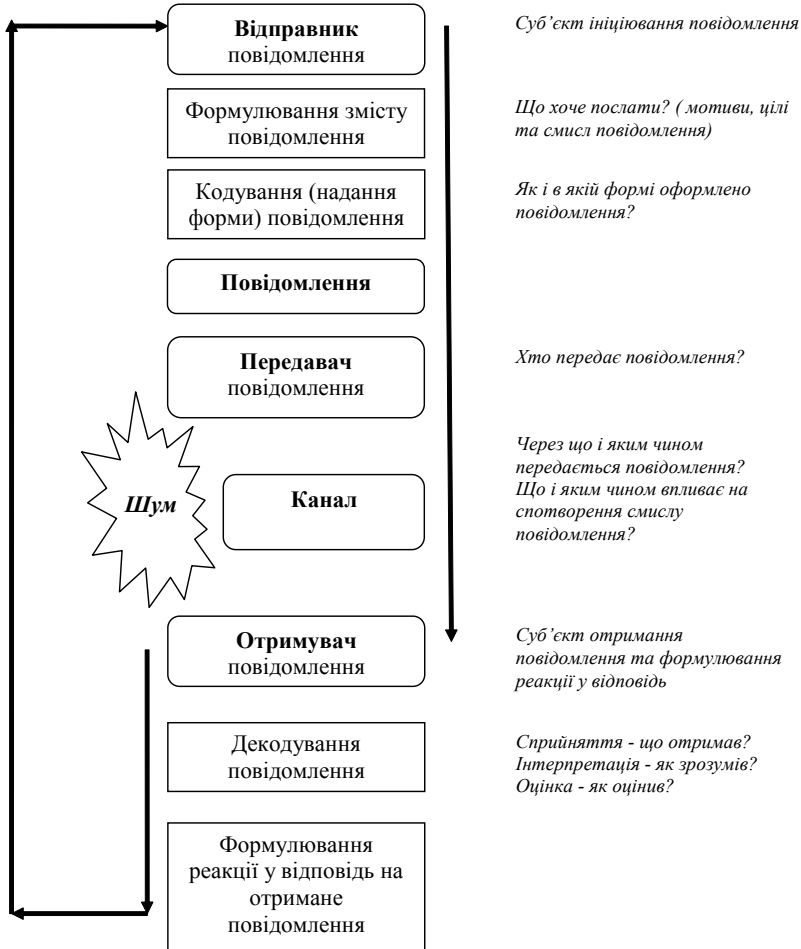 Відправник
повідомлення
Суб’єкт ініціювання повідомлення
Формулювання змісту
повідомлення
Що хоче послати? ( мотиви, цілі
та смисл повідомлення)
Кодування (надання
форми) повідомлення
Як і в якій формі оформлено
повідомлення?
Повідомлення
Передавач
повідомлення
Хто передає повідомлення?
Шум
Канал
Через що і яким чином
передається повідомлення?
Що і яким чином впливає на
спотворення смислу
повідомлення?
Отримувач
повідомлення
Суб’єкт отримання
повідомлення та формулювання
реакції у відповідь
Декодування
повідомлення
Сприйняття - що отримав?
Інтерпретація - як зрозумів?
Оцінка - як оцінив?
Формулювання
реакції у відповідь на
отримане
повідомлення